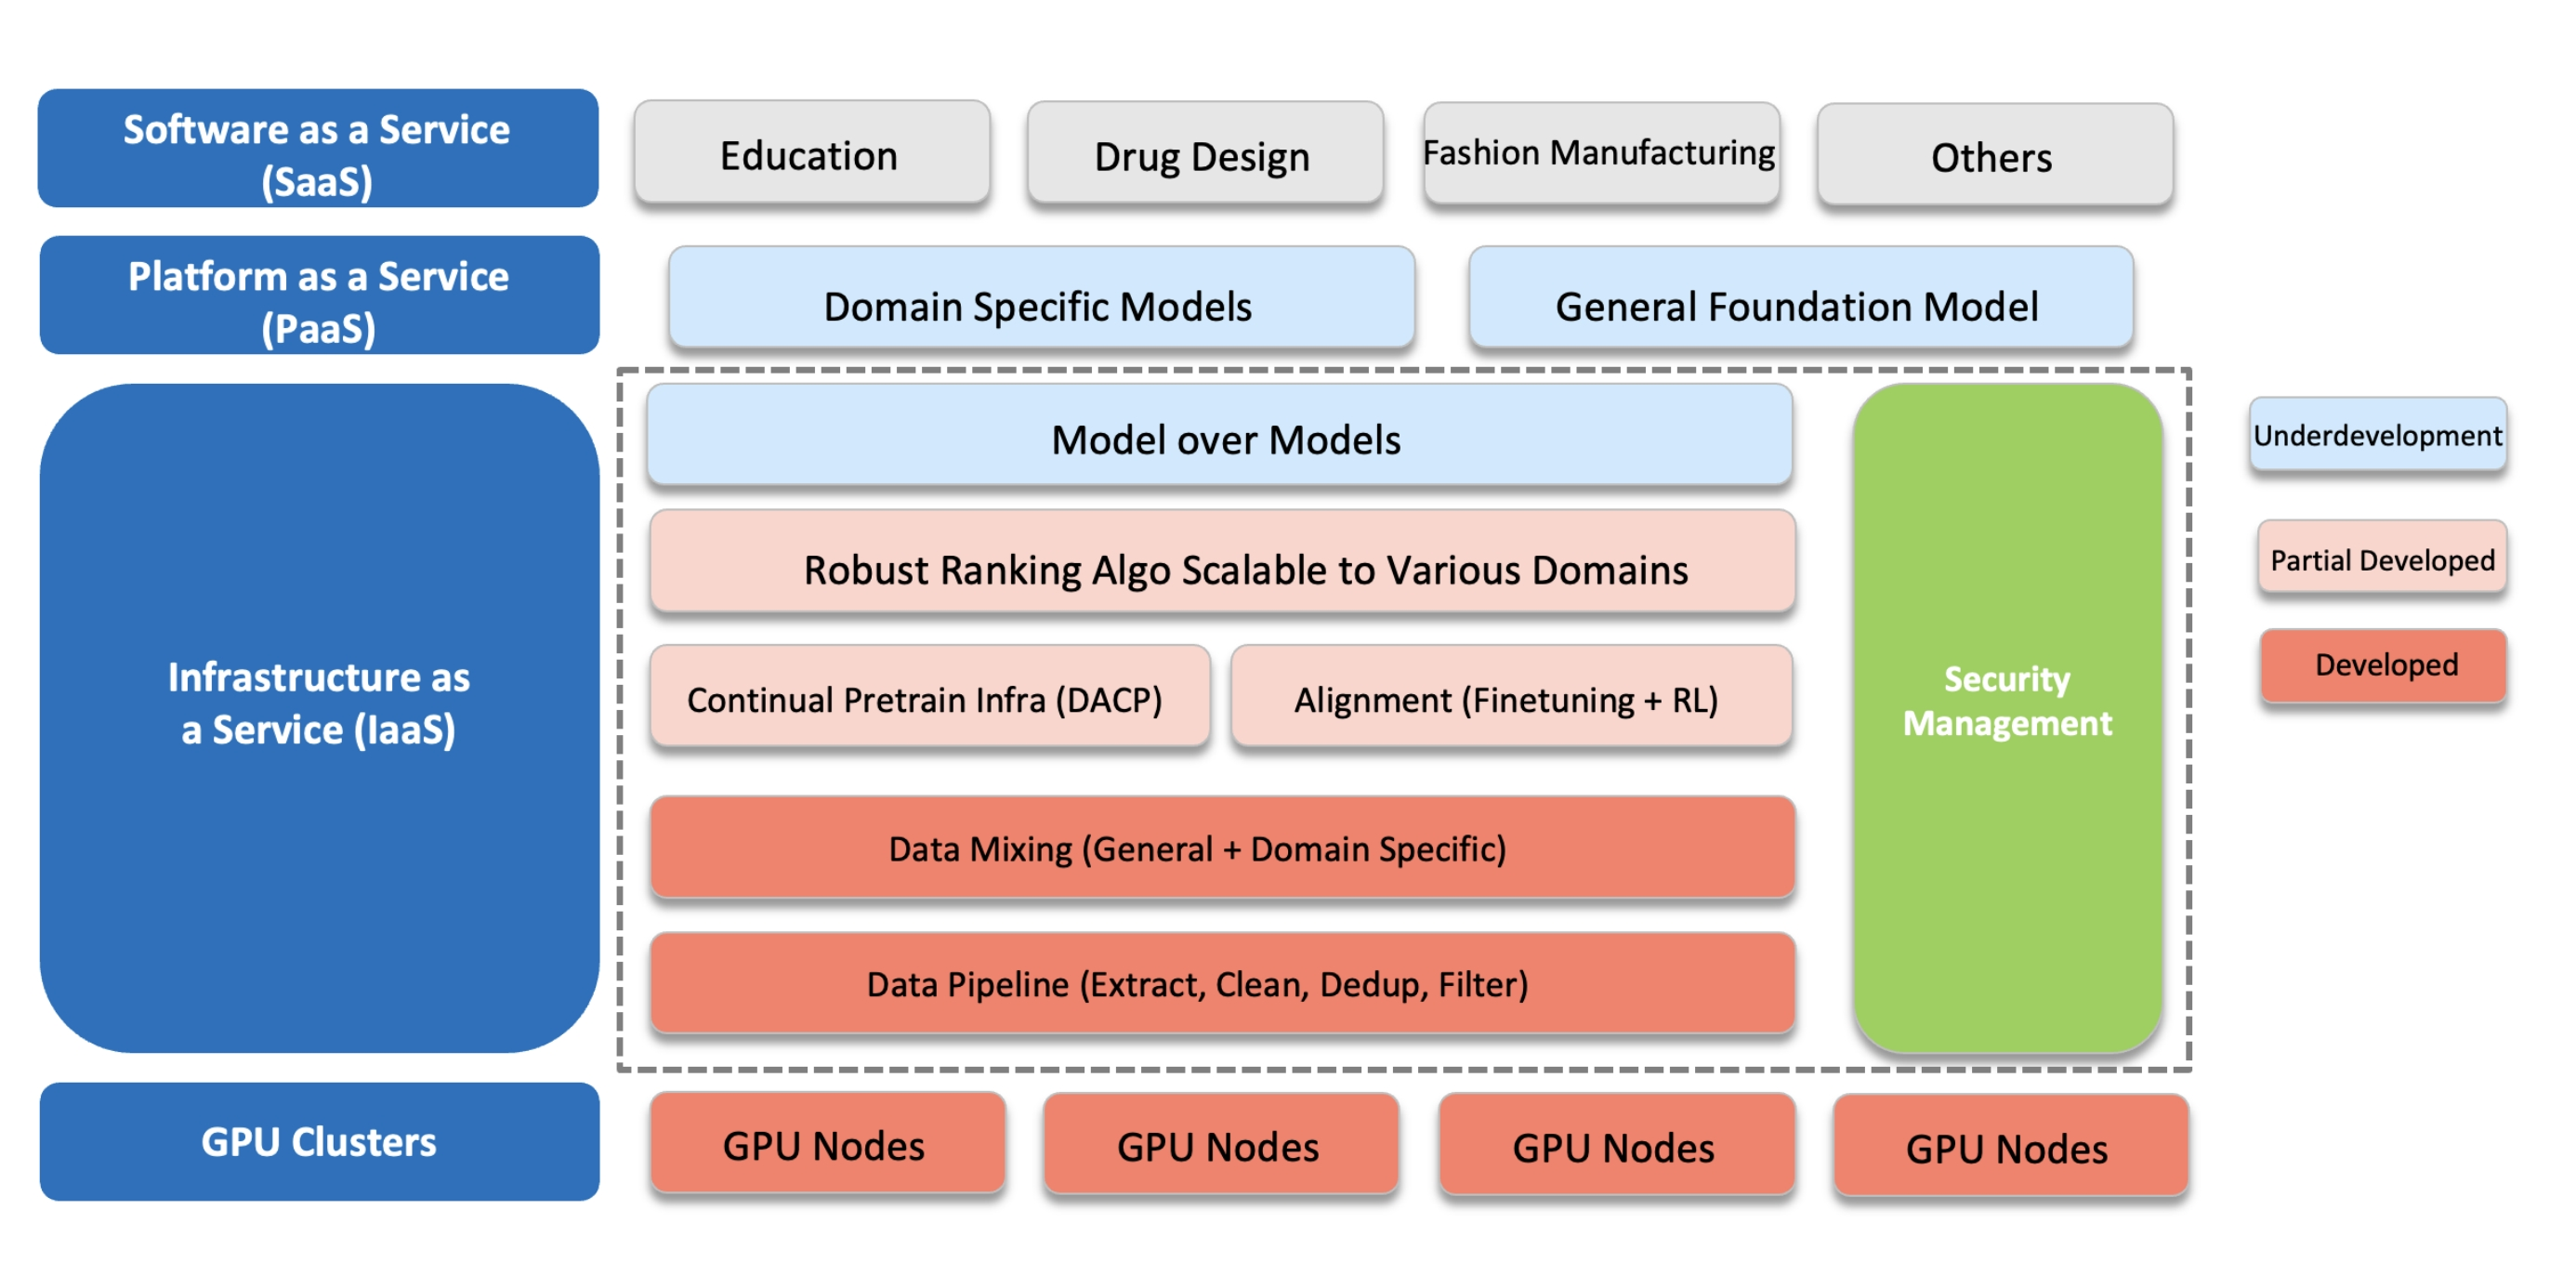 Software as a Service
(SaaS)
Education
Drug Design
Fashion Manufacturing
Others
Platform as a Service
(PaaS)
Domain Specific Models
General Foundation Model
Infrastructure as
a Service (IaaS)
Model over Models
Robust Ranking Algo Scalable to Various Domains
Continual Pretrain Infra (DACP)
Alignment (Finetuning + RL)
Data Mixing (General + Domain Specific)
Data Pipeline (Extract, Clean, Dedup, Filter)
Security
Management
Underdevelopment
Partial Developed
Developed
GPU Clusters
GPU Nodes
GPU Nodes
GPU Nodes
GPU Nodes